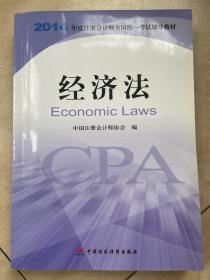 2014年度注册会计师全国统一考试辅导教材
经济法
Economic Laws
中国注册会计师协会 编
CPA
中国财政经济出版社